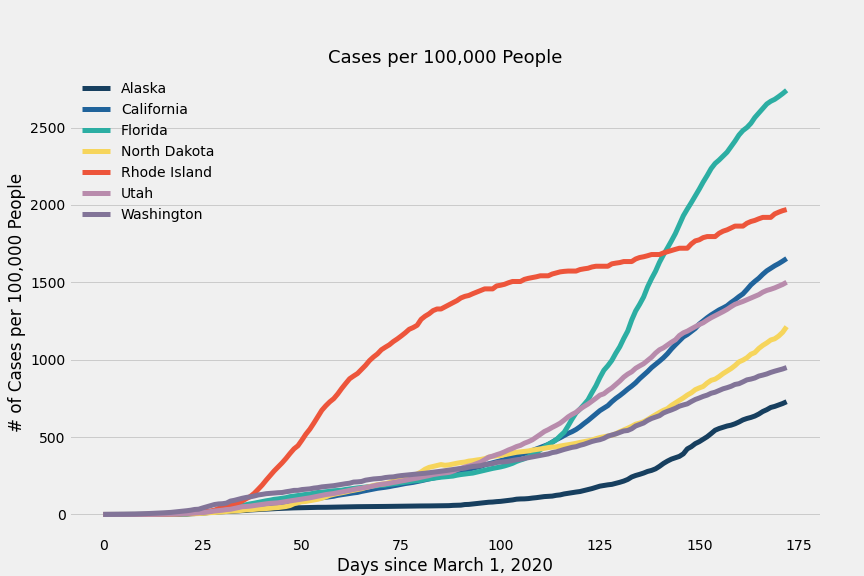 Cases per 100,000 People
Alaska
California
Florida
North Dakota
Rhode Island
Utah
Washington
# of Cases per 100,000 People
2500
2000
1500
1000
500
0
0 25 50 75 100 125 150 175
Days since March 1, 2020